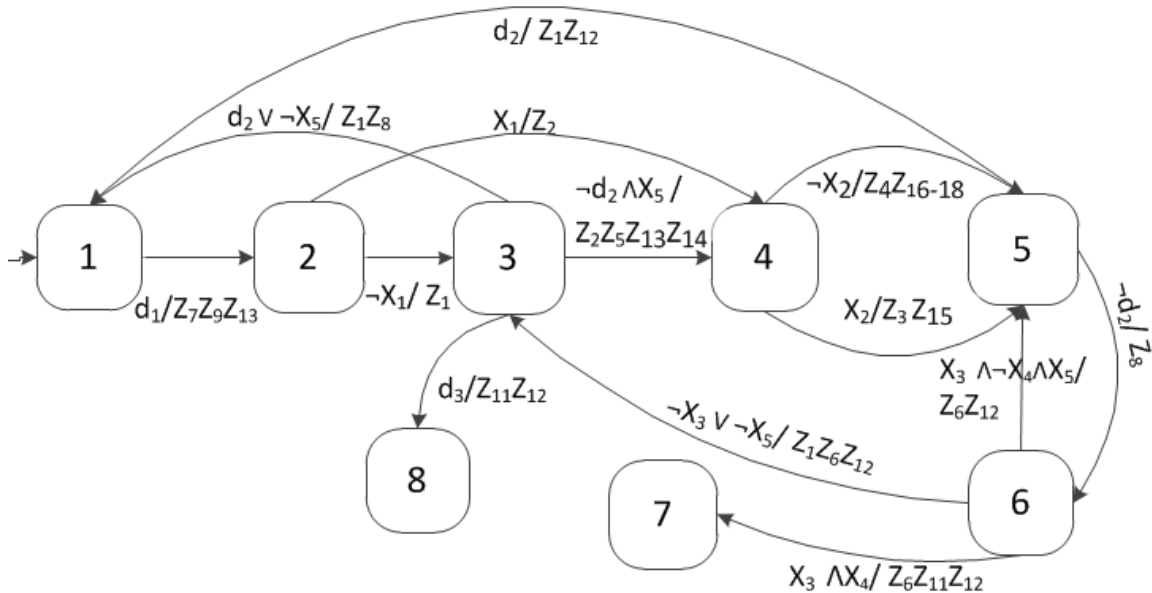 d₂/ Z₁Z₁₂
d₂ ∨ ¬X₅/ Z₁Z₈
X₁/Z₂
¬d₂ ∧X₅ /
Z₂Z₅Z₁₃Z₁₄
¬X₂/Z₄Z₁₆₋₁₈
1
2
3
4
5
d₁/Z₇Z₉Z₁₃
¬X₁/ Z₁
X₂/Z₃ Z₁₅
¬d₂/ Z₈
X₃ ∧¬X₄∧X₅/
Z₆Z₁₂
d₃/Z₁₁Z₁₂
¬X₃ ∨ ¬X₅/ Z₁Z₆Z₁₂
8
7
6
X₃ ∧X₄/ Z₆Z₁₁Z₁₂